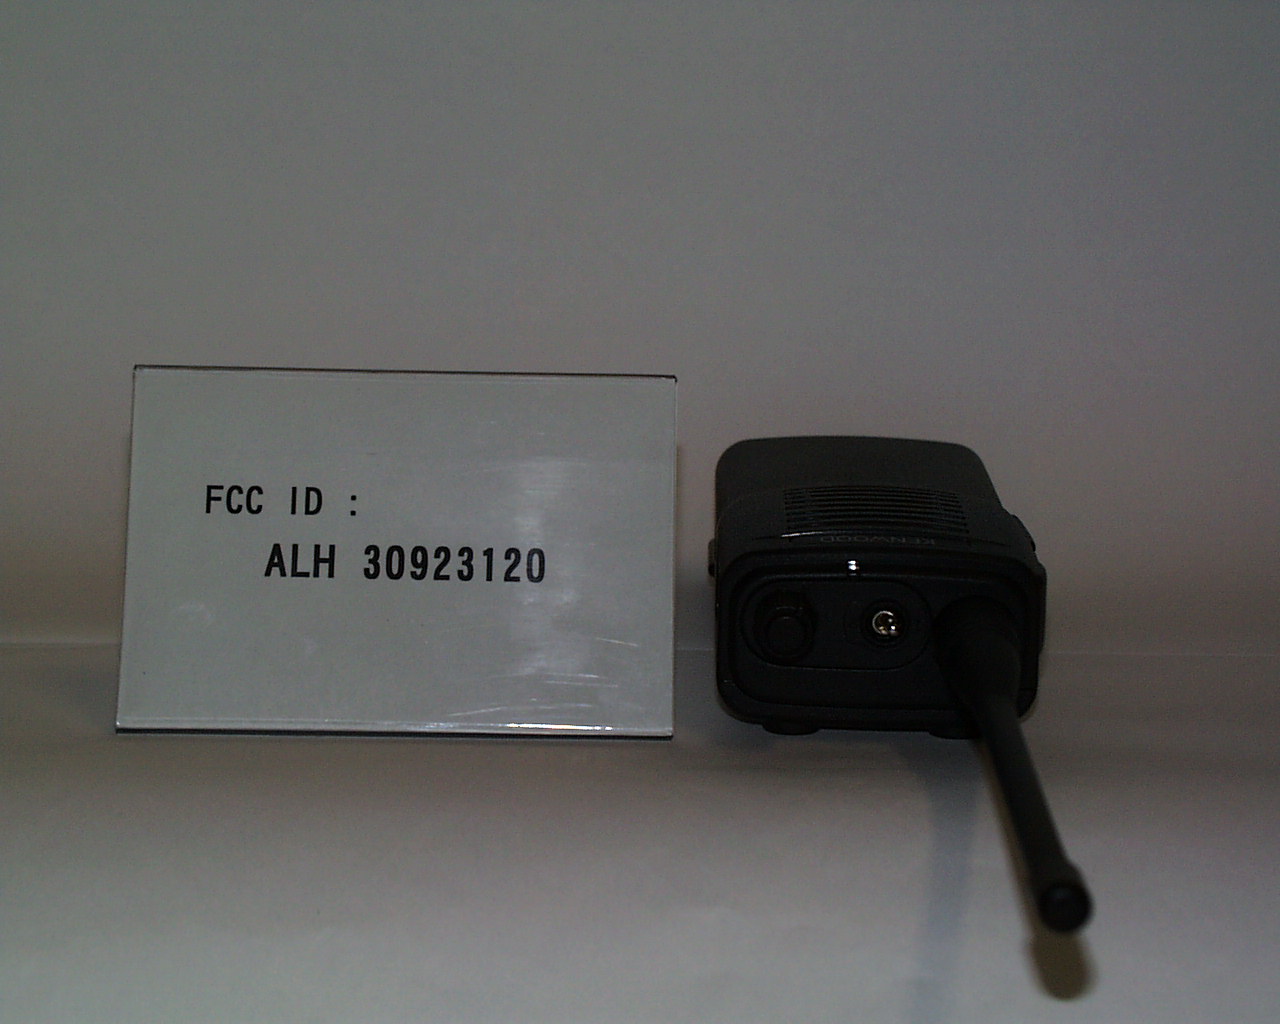 FCC ID :
ALH 30923120
KENWOOD